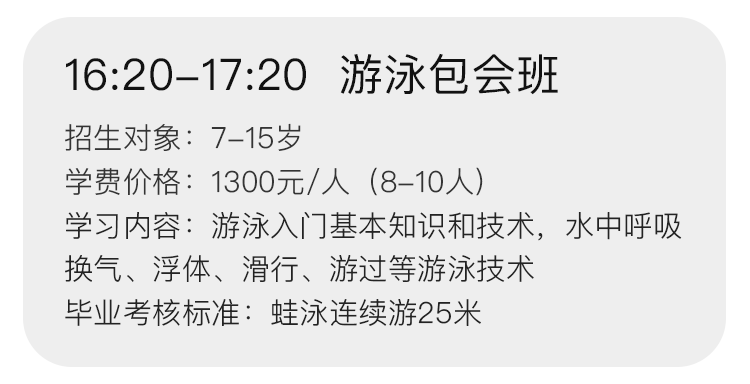 16:20-17:20 游泳包会班
招生对象：7-15岁
学费价格：1300元/人（8-10人）
学习内容：游泳入门基本知识和技术，水中呼吸
换气、浮体、滑行、游过等游泳技术
毕业考核标准：蛙泳连续游25米